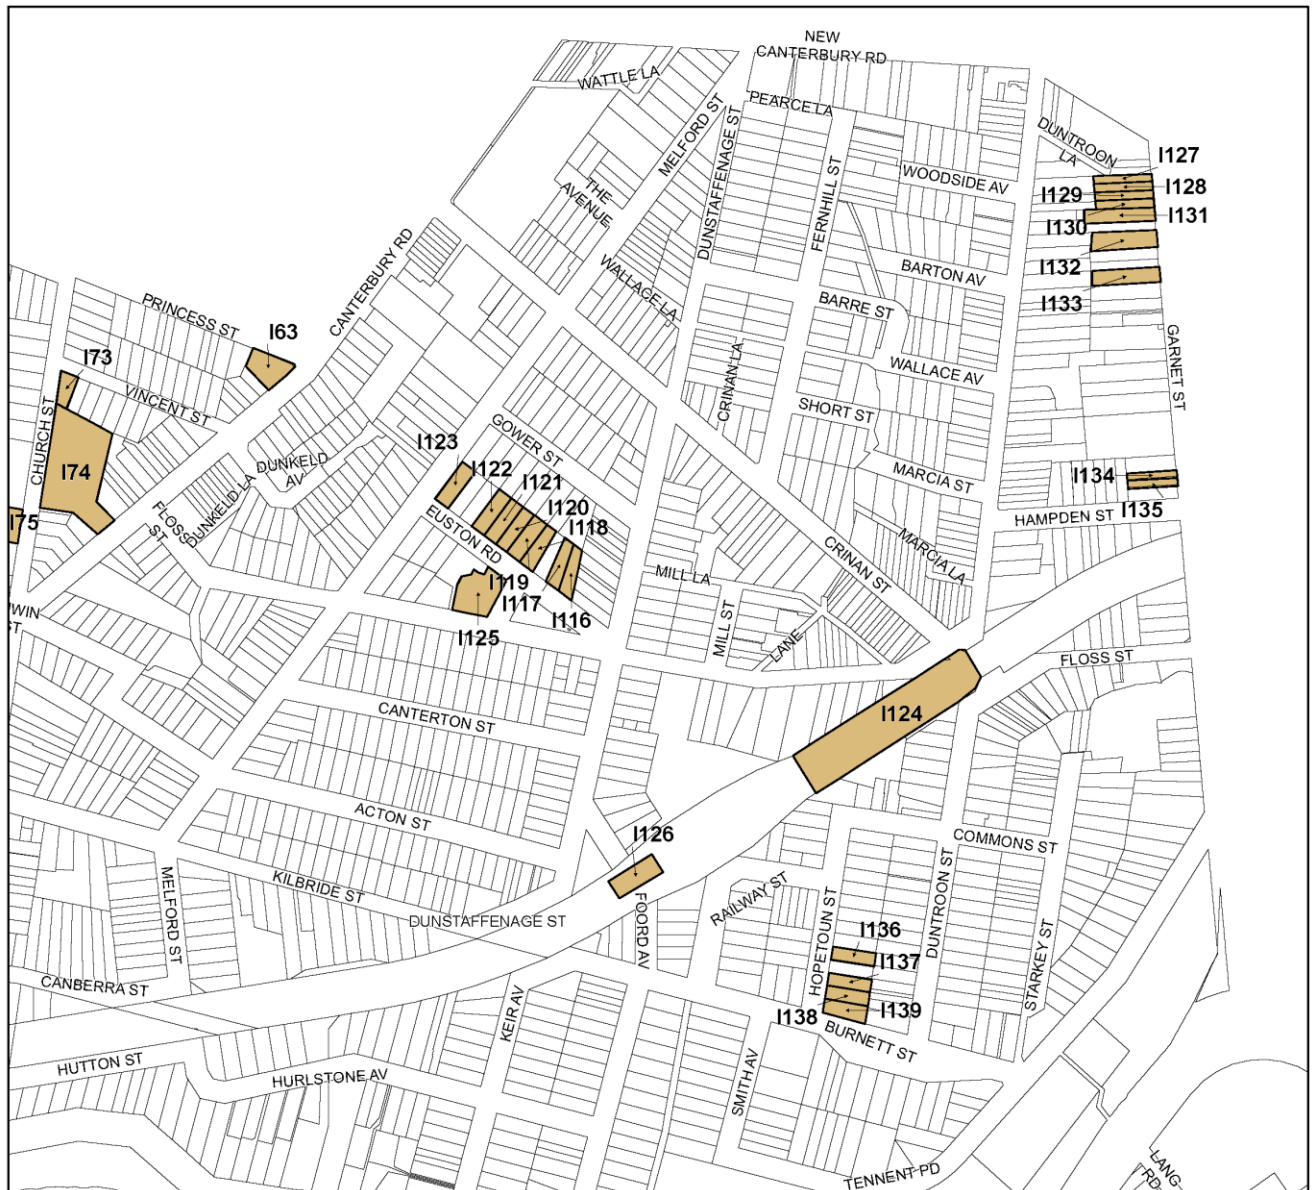 NEW
CANTERBURY RD
WATTLE LA
PEARCE LA
MELFORD ST
DUNSTAFFENAGE ST
DUNTROON
LA
I127
FERNHILL ST
WOODSIDE AV
I128
THE
AVENUE
I129
I131
I130
CANTERBURY RD
WALLACE LA
BARTON AV
I132
PRINCESS ST
BARRE ST
I133
I63
I73
CRINAN LA
WALLACE AV
GARNET ST
VINCENT ST
SHORT ST
CHURCH ST
GOWER ST
I123
I74
DUNKELD
AV
I122
I121
MARCIA ST
I134
DUNKELD LA
FLOSS
ST
I120
I135
I75
EUSTON RD
I118
HAMPDEN ST
MARCIA LA
CRINAN ST
I119
MILL LA
I117
WIN
ST
I116
I125
MILL ST
LANE
FLOSS ST
CANTERTON ST
I124
ACTON ST
I126
COMMONS ST
KILBRIDE ST
MELFORD ST
DUNSTAFFENAGE ST
FOORD AV
RAILWAY ST
HOPETOUN ST
DUNTROON ST
STARKEY ST
I136
I137
CANBERRA ST
KEIR AV
I138
I139
BURNETT ST
HUTTON ST
HURLSTONE AV
SMITH AV
TENNENT PD
LANG
RD